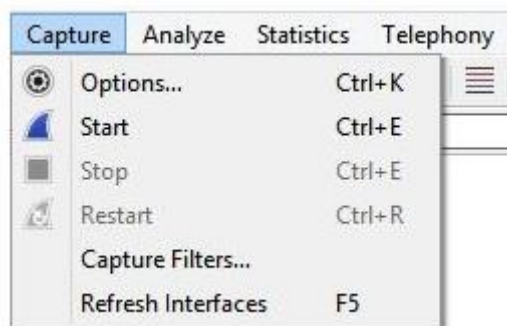 Capture Analyze Statistics Telephony
Options... Ctrl+K
Start Ctrl+E
Stop Ctrl+E
Restart Ctrl+R
Capture Filters...
Refresh Interfaces F5